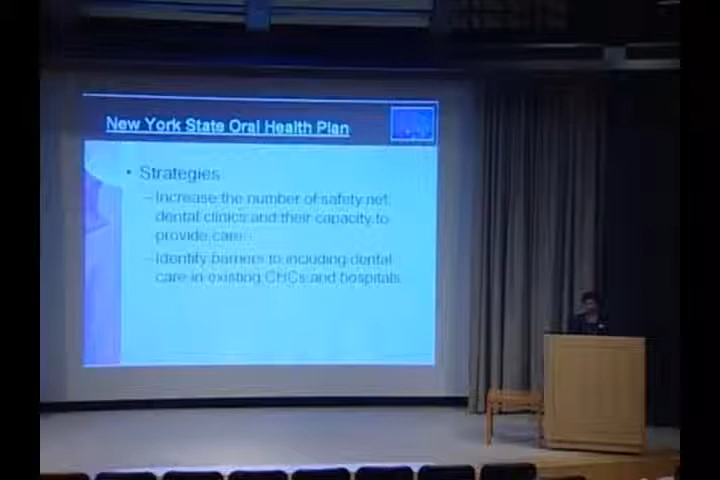 New York State Oral Health Plan
• Strategies
– Increase the number of safety net
dental clinics and their capacity to
provide care
– Identify barriers to including dental
care in existing CHCs and hospitals